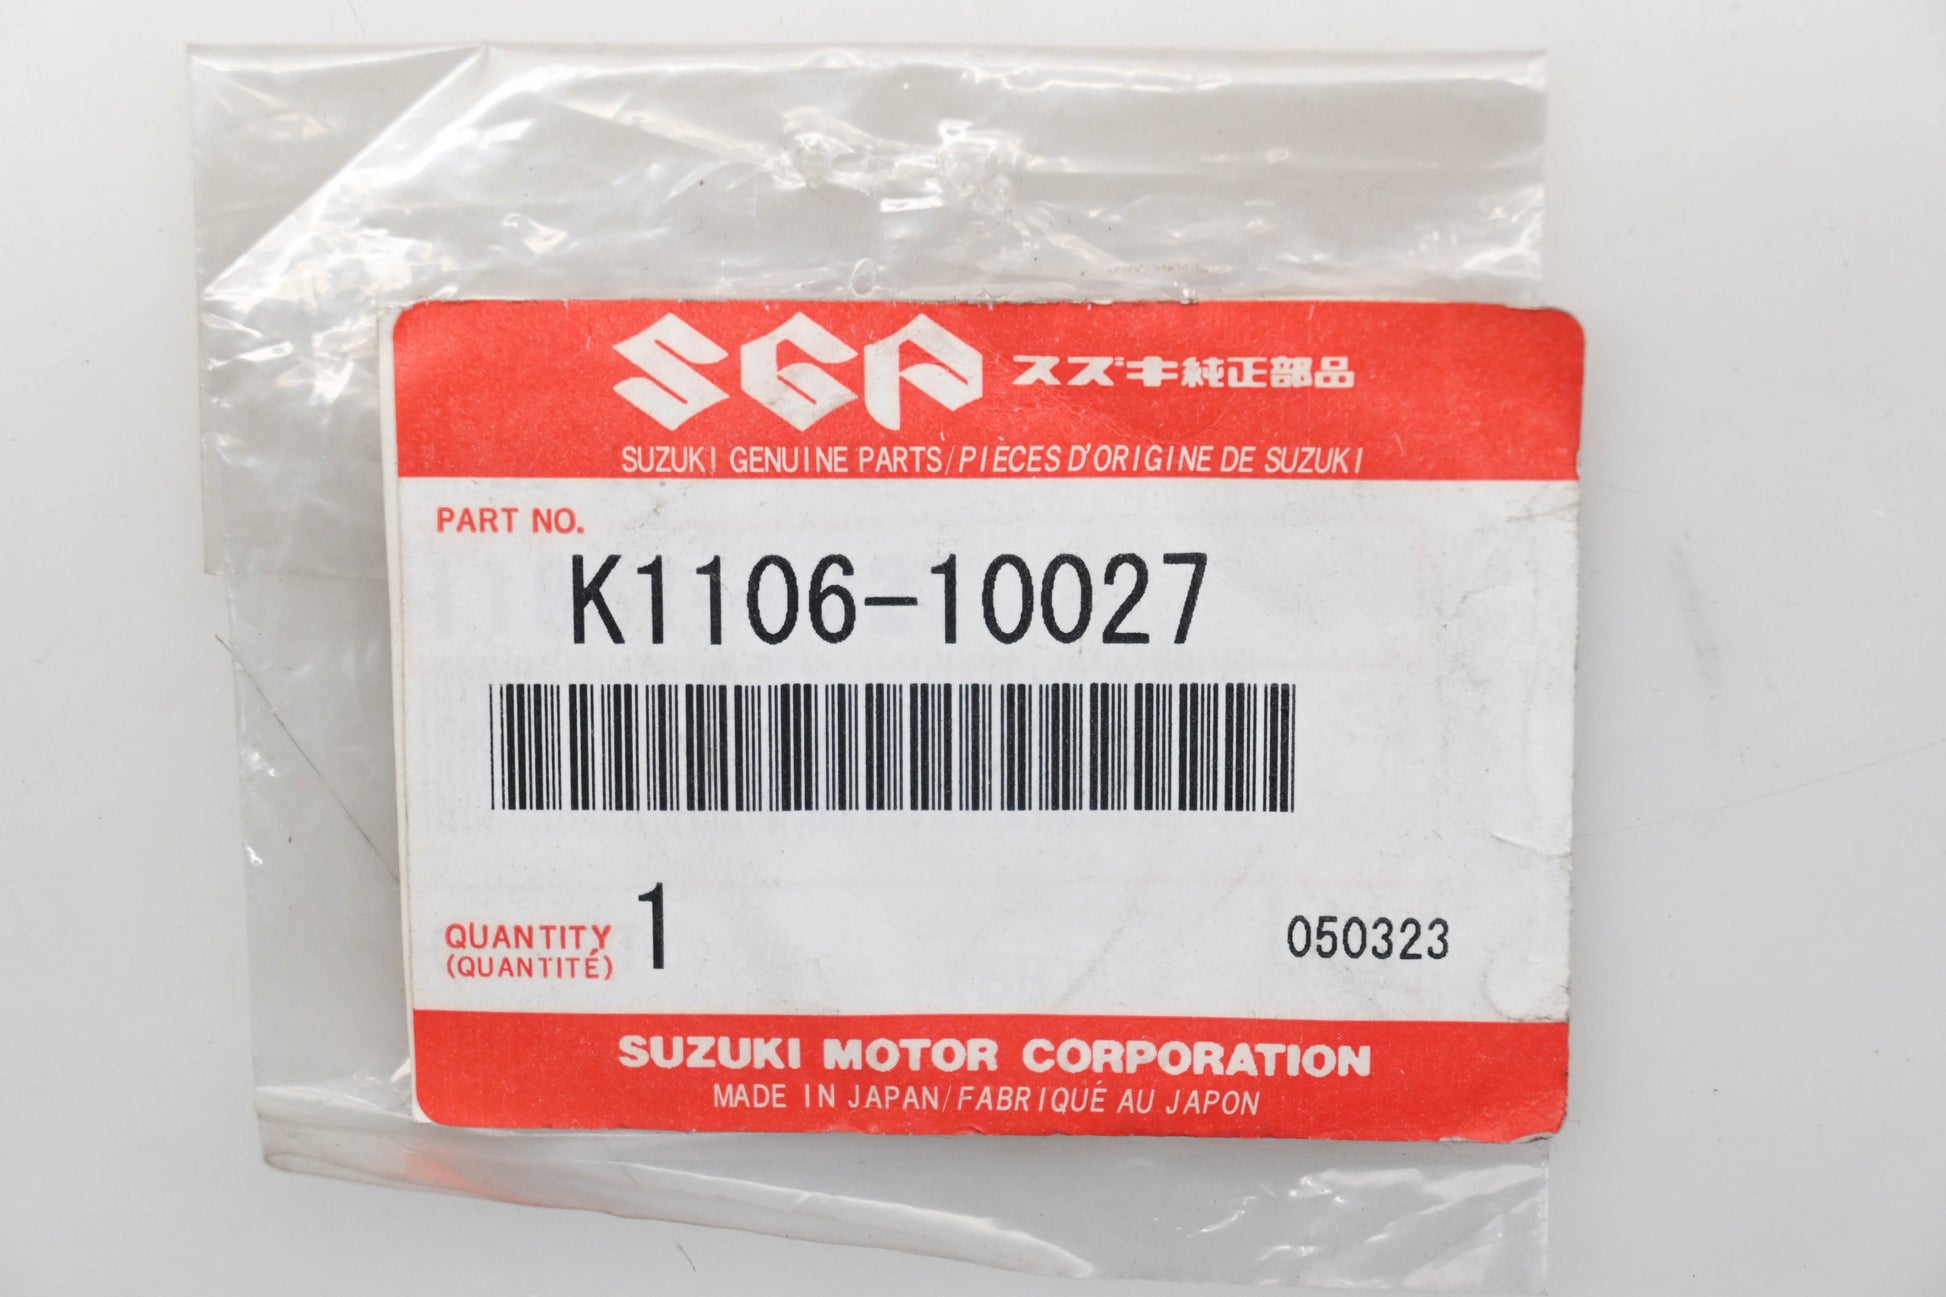 SGP スズキ純正部品
SUZUKI GENUINE PARTS/PIÈCES D'ORIGINE DE SUZUKI
PART NO.
K1106-10027
QUANTITY 1
(QUANTITÉ)
050323
SUZUKI MOTOR CORPORATION
MADE IN JAPAN/FABRIQUÉ AU JAPON